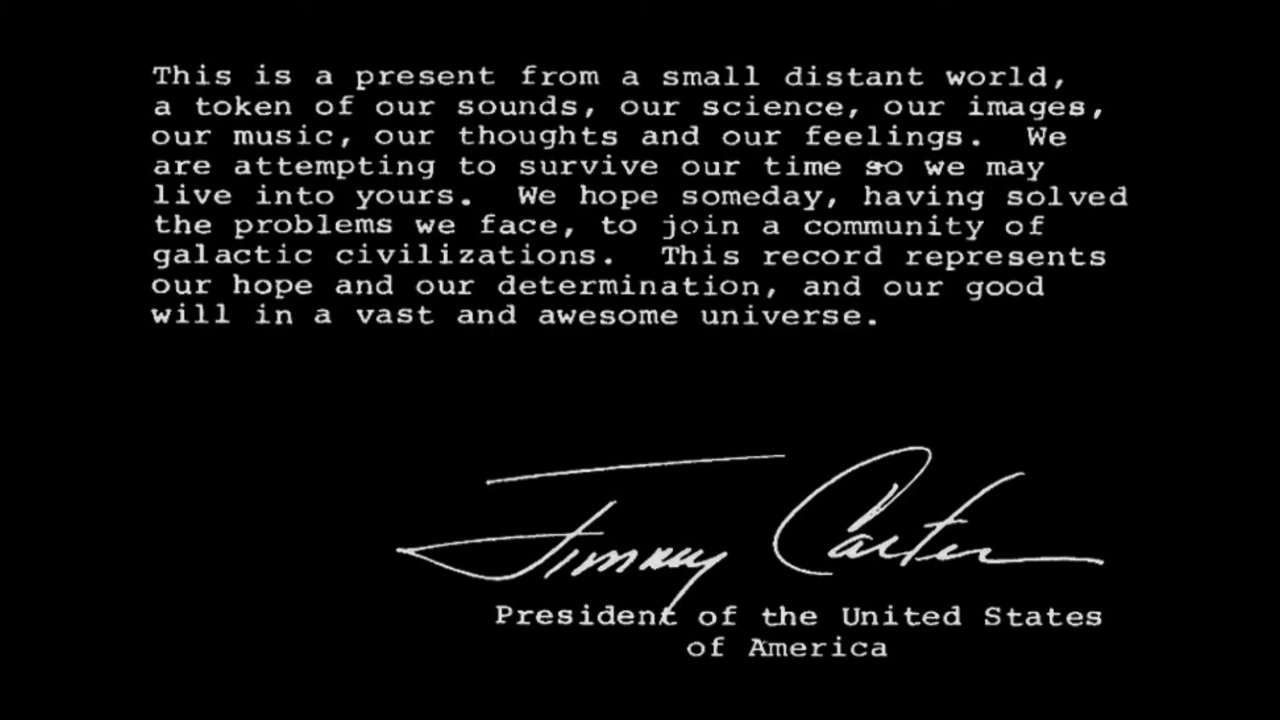 This is a present from a small distant world,
a token of our sounds, our science, our images,
our music, our thoughts and our feelings.  We
are attempting to survive our time so we may
live into yours.  We hope someday, having solved
the problems we face, to join a community of
galactic civilizations.  This record represents
our hope and our determination, and our good
will in a vast and awesome universe.
Jimmy Carter
President of the United States
of America